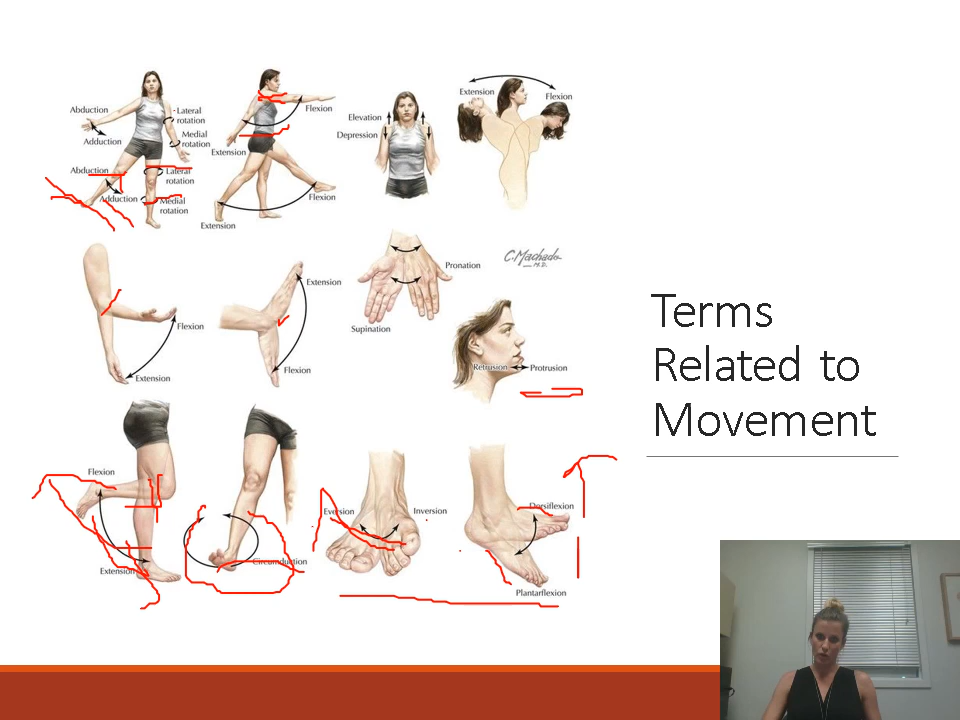 Abduction
Adduction
Lateral
rotation
Medial
rotation
Abduction
Adduction
Lateral
rotation
Medial
rotation
Flexion
Extension
Flexion
Extension
Elevation
Depression
Extension
Flexion
Flexion
Extension
Extension
Flexion
Pronation
Supination
C.Machado
M.D.
Retrusion
Protrusion
Terms
Related to
Movement
Flexion
Extension
Circumduction
Eversion
Inversion
Dorsiflexion
Plantarflexion